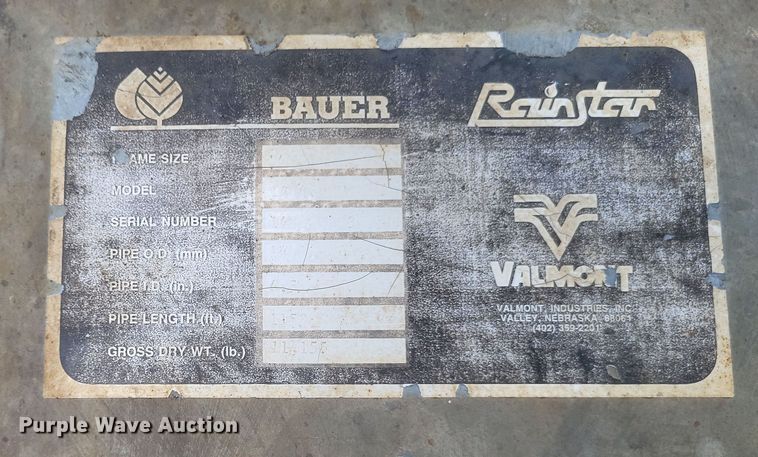 BAUER
RainStar
FRAME SIZE
MODEL
SERIAL NUMBER
PIPE O.D. (mm)
PIPE I.D. (in.)
PIPE LENGTH (ft.)
GROSS DRY WT. (lb.)
VALMONT
VALMONT, INDUSTRIES, INC.
VALLEY, NEBRASKA 68064
(402) 359-2201
Purple Wave Auction